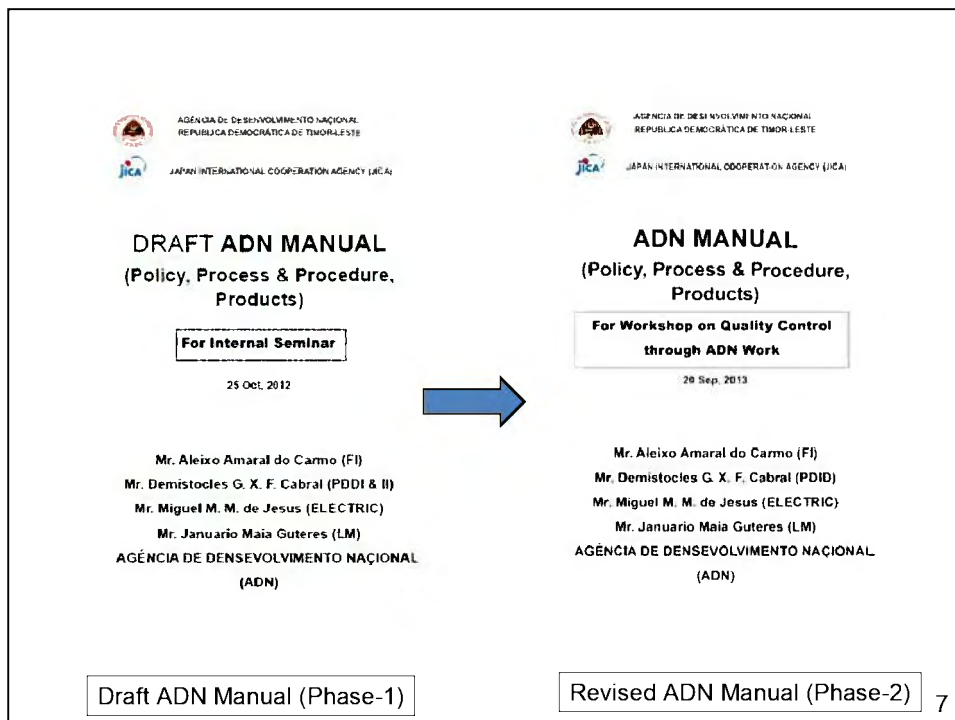 AGÊNCIA DE DESENVOLVIMENTO NAÇIONAL
REPUBLICA DEMOCRÁTICA DE TIMOR-LESTE
JICA
JAPAN INTERNATIONAL COOPERATION AGENCY (JICA)
DRAFT ADN MANUAL
(Policy, Process & Procedure,
Products)
For Internal Seminar
25 Oct, 2012
Mr. Aleixo Amaral do Carmo (FI)
Mr. Demistocles G. X. F. Cabral (PDDI & II)
Mr. Miguel M. M. de Jesus (ELECTRIC)
Mr. Januario Maia Guteres (LM)
AGÊNCIA DE DENSEVOLVIMENTO NAÇIONAL
(ADN)
Draft ADN Manual (Phase-1)
AGÊNCIA DE DESENVOLVIMENTO NAÇIONAL
REPUBLICA DEMOCRÁTICA DE TIMOR-LESTE
JICA
JAPAN INTERNATIONAL COOPERATION AGENCY (JICA)
ADN MANUAL
(Policy, Process & Procedure,
Products)
For Workshop on Quality Control
through ADN Work
20 Sep, 2013
Mr. Aleixo Amaral do Carmo (FI)
Mr. Demistocles G. X. F. Cabral (PDID)
Mr. Miguel M. M. de Jesus (ELECTRIC)
Mr. Januario Maia Guteres (LM)
AGÊNCIA DE DENSEVOLVIMENTO NAÇIONAL
(ADN)
Revised ADN Manual (Phase-2)
7